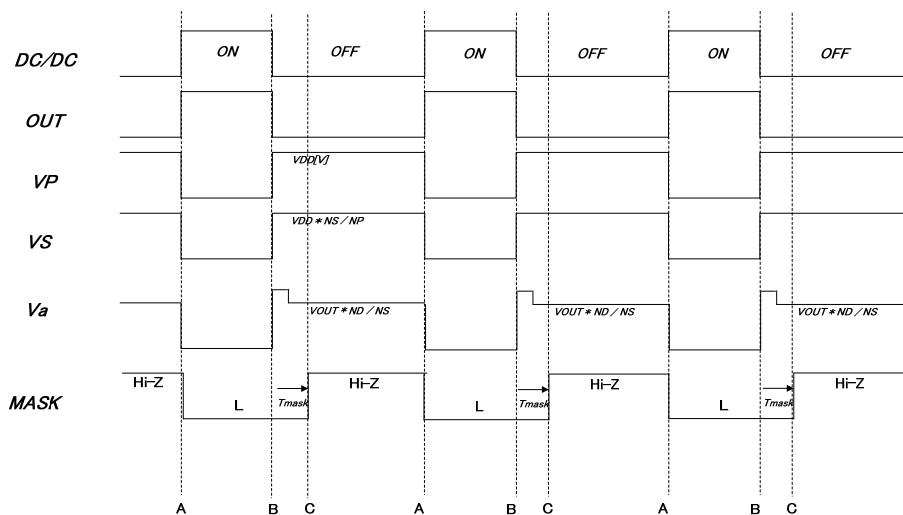 DC/DC ON OFF ON OFF ON OFF
OUT
VP VDD[V]
VS VDD*NS/NP
Va VOUT*ND/NS VOUT*ND/NS VOUT*ND/NS
Hi-Z Hi-Z Hi-Z Hi-Z
MASK L Tmask L Tmask L Tmask
A B C A B C A B C